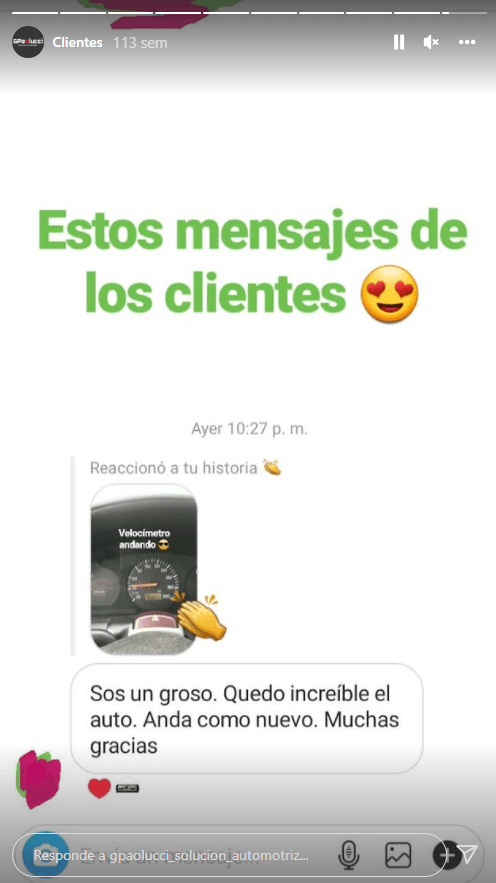 GPaolucci
Clientes 113 sem
Estos mensajes de
los clientes 😍
Ayer 10:27 p. m.
Reaccionó a tu historia 👏
Velocímetro
andando 😎
Sos un groso. Quedo increíble el
auto. Anda como nuevo. Muchas
gracias
Responde a gpaolucci_solucion_automotriz...